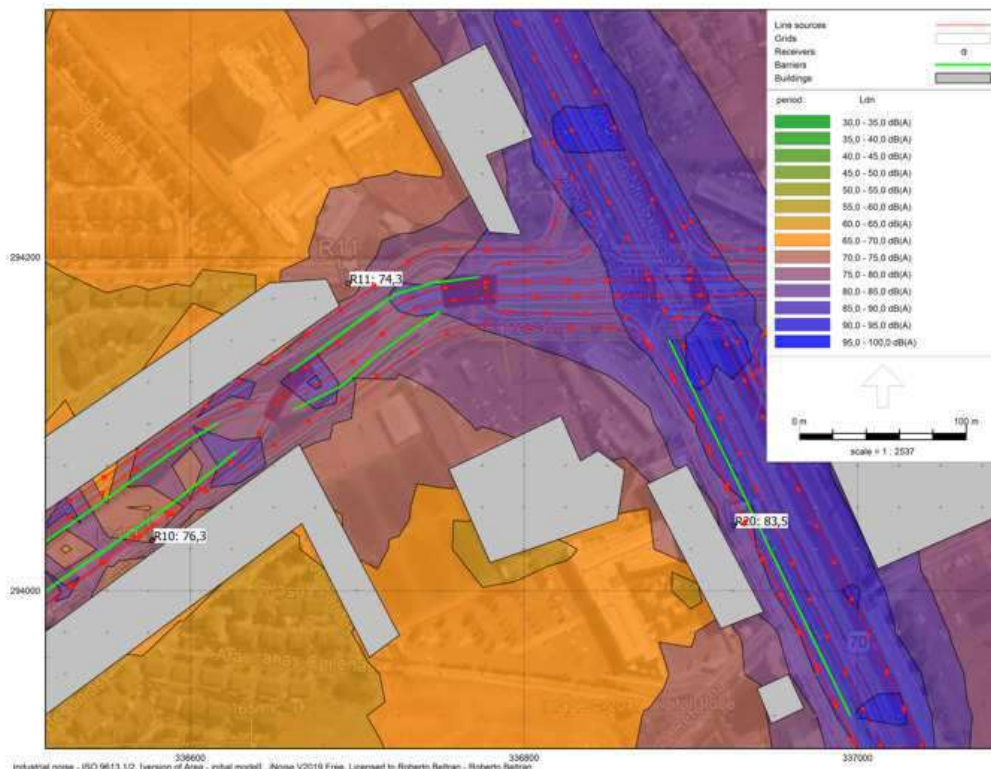 Line sources
Grids
Receivers
Barriers
Buildings
period: Ldn
30,0 - 35,0 dB(A)
35,0 - 40,0 dB(A)
40,0 - 45,0 dB(A)
45,0 - 50,0 dB(A)
50,0 - 55,0 dB(A)
55,0 - 60,0 dB(A)
60,0 - 65,0 dB(A)
65,0 - 70,0 dB(A)
70,0 - 75,0 dB(A)
75,0 - 80,0 dB(A)
80,0 - 85,0 dB(A)
85,0 - 90,0 dB(A)
90,0 - 95,0 dB(A)
95,0 - 100,0 dB(A)
0 m 100 m
scale = 1 : 2537
R11
294200
R11: 74,3
R20: 83,5
R10: 76,3
294000
70
336600 336800 337000
industrial noise - ISO 9613.1/2, [version of Area - initial model] , iNoise V2019 Free, Licensed to Roberto Beltran - Roberto Beltran